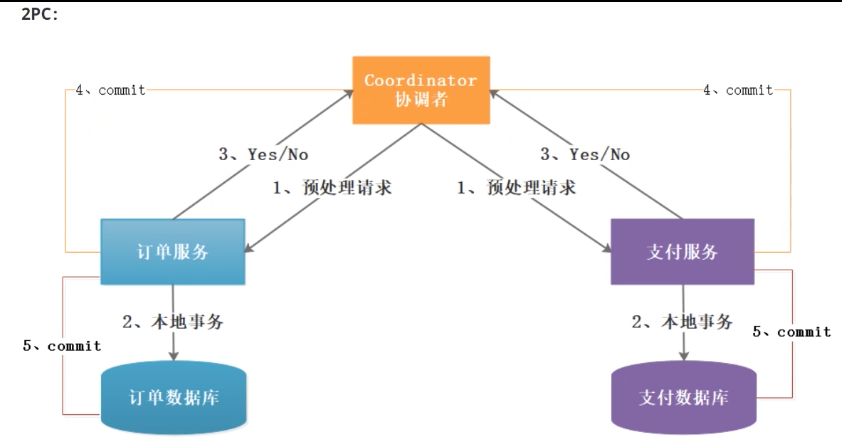 2PC:
Coordinator
协调者
4、commit
4、commit
3、Yes/No
3、Yes/No
1、预处理请求
1、预处理请求
订单服务
支付服务
2、本地事务
2、本地事务
5、commit
5、commit
订单数据库
支付数据库